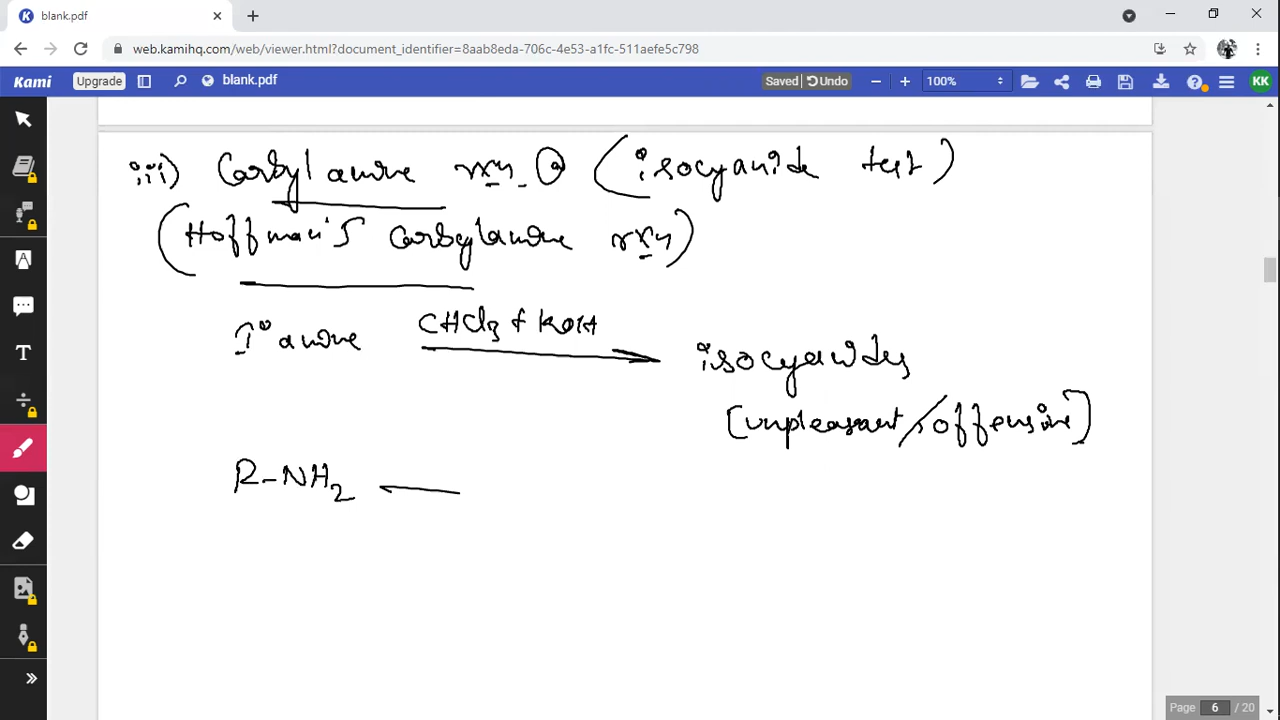 blank.pdf
web.kamihq.com/web/viewer.html?document_identifier=8aab8eda-706c-4e53-a1fc-511aefe5c798
Kami Upgrade blank.pdf Saved Undo 100% KK
iii) Carbylamine rxn (isocyanide test)
(Hoffman's Carbylamine rxn)
1° amine CHCl3 + KOH isocyanides
[unpleasant/offensive]
R-NH2
Page 6 / 20